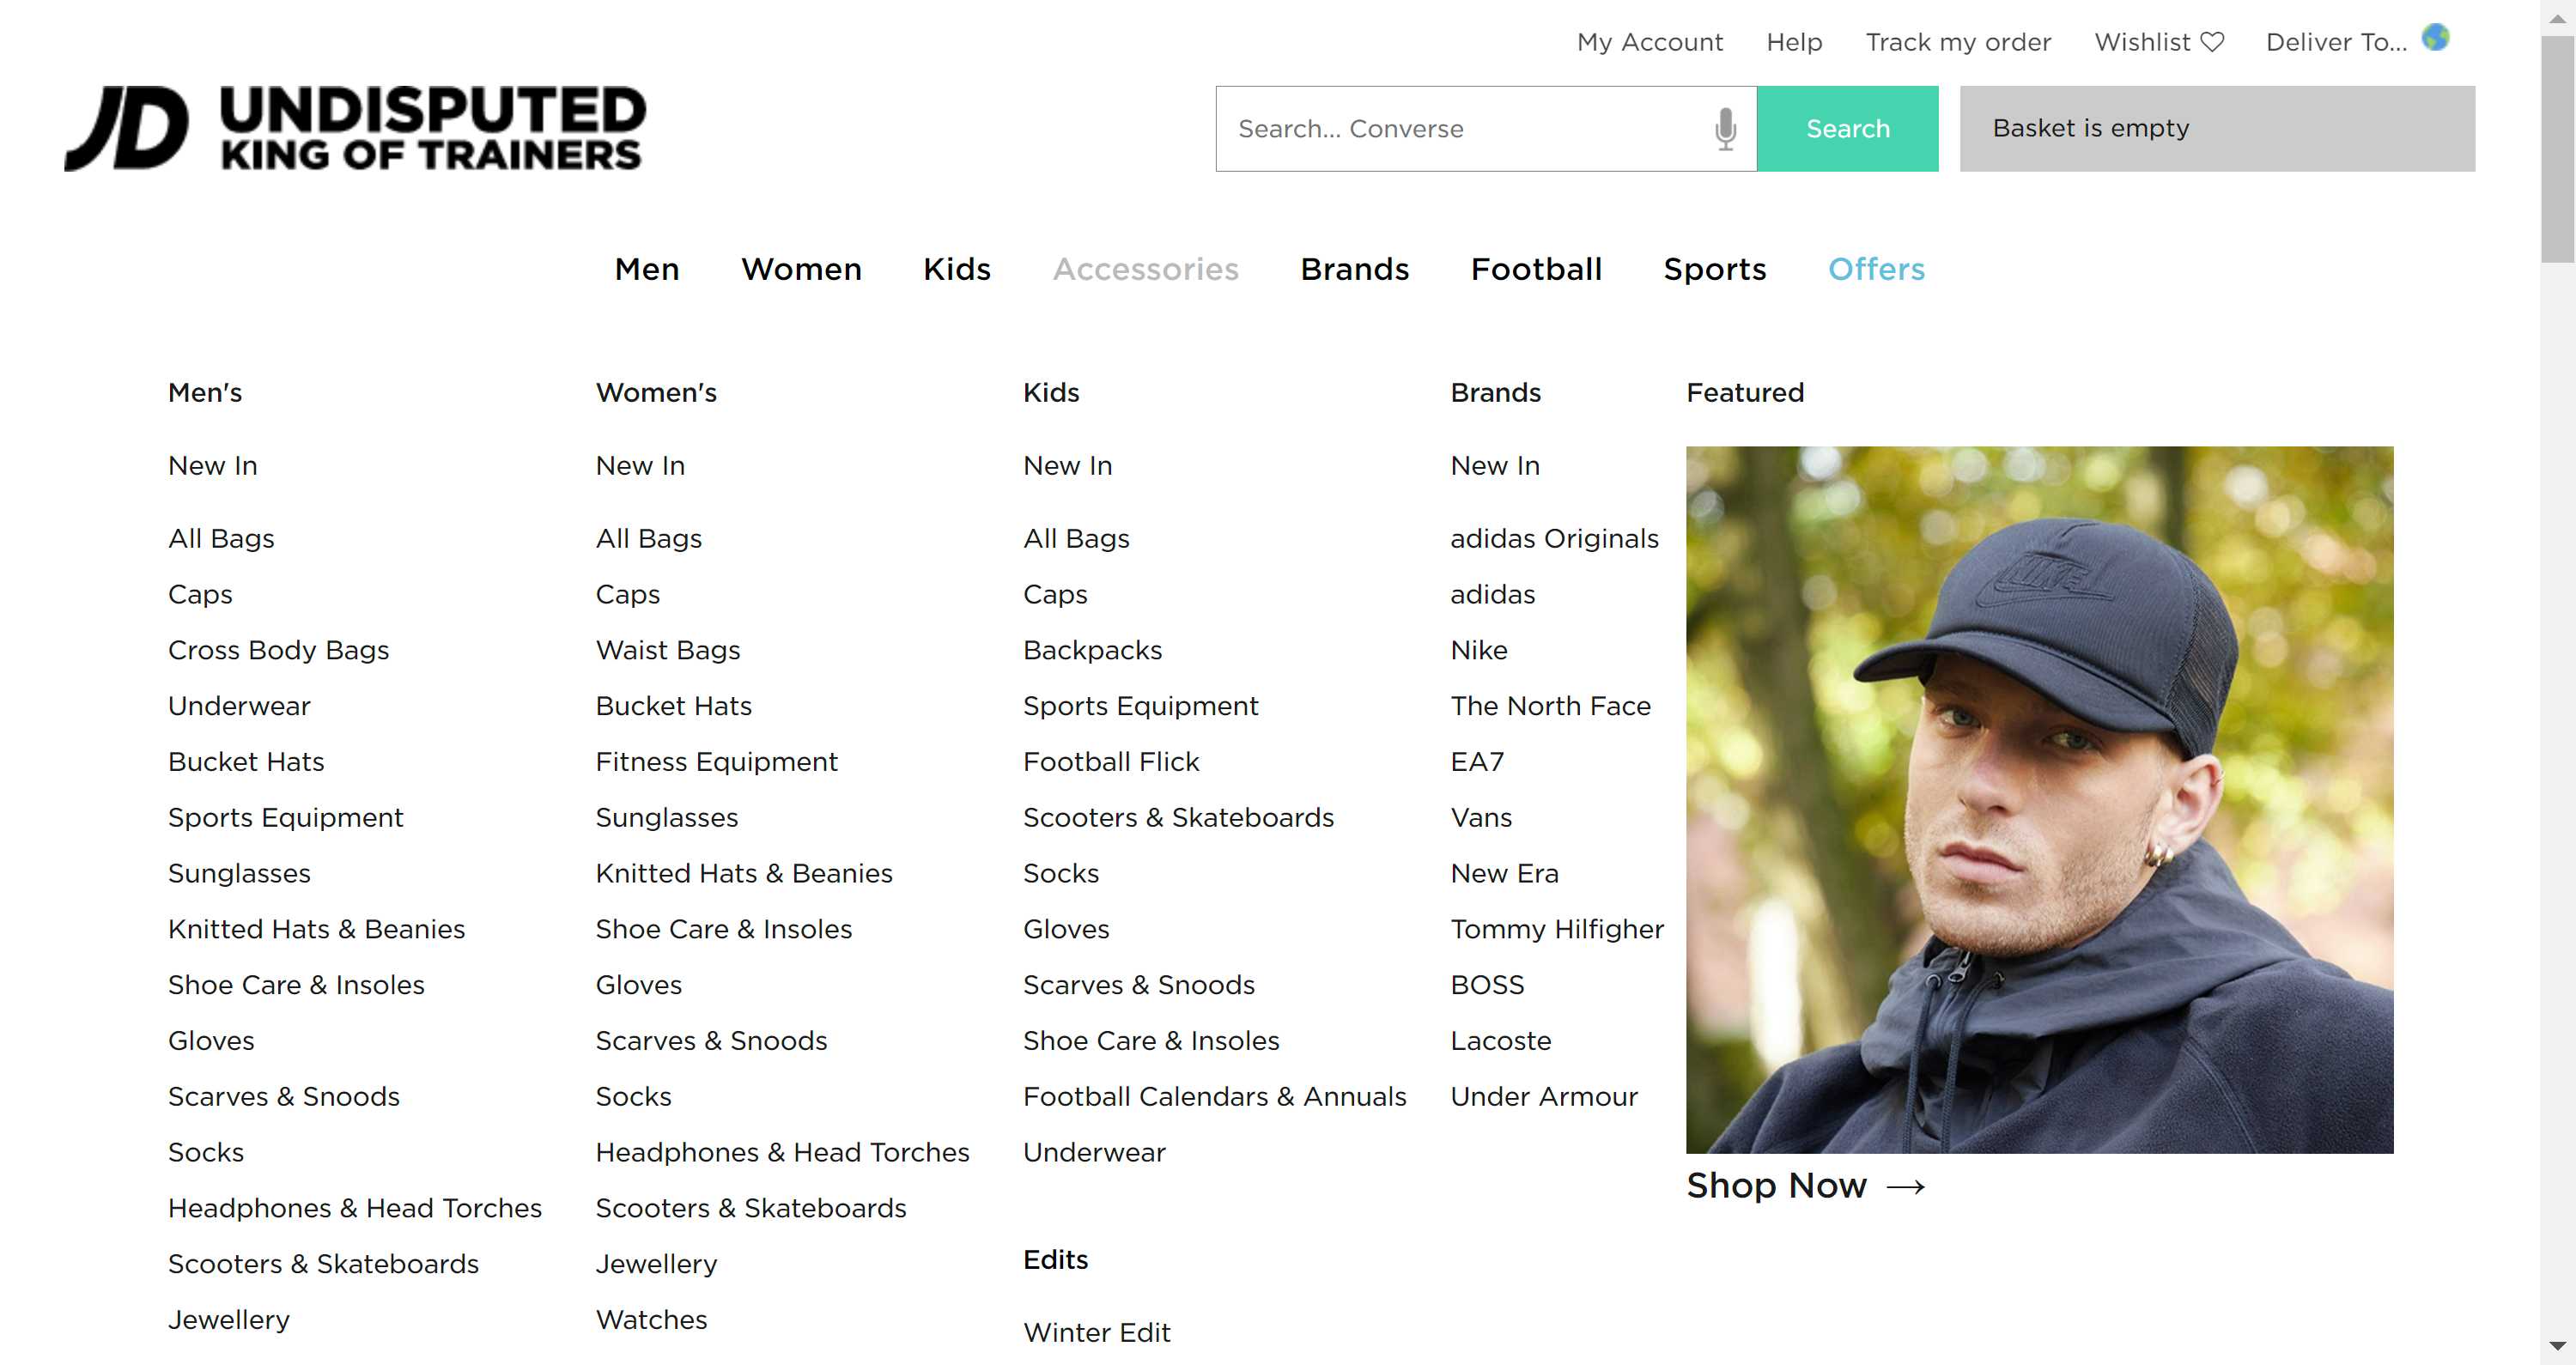 My Account Help Track my order Wishlist Deliver To...
JD UNDISPUTED
KING OF TRAINERS
Search... Converse
Search
Basket is empty
Men Women Kids Accessories Brands Football Sports Offers
Men's
New In
All Bags
Caps
Cross Body Bags
Underwear
Bucket Hats
Sports Equipment
Sunglasses
Knitted Hats & Beanies
Shoe Care & Insoles
Gloves
Scarves & Snoods
Socks
Headphones & Head Torches
Scooters & Skateboards
Jewellery
Women's
New In
All Bags
Caps
Waist Bags
Bucket Hats
Fitness Equipment
Sunglasses
Knitted Hats & Beanies
Shoe Care & Insoles
Gloves
Scarves & Snoods
Socks
Headphones & Head Torches
Scooters & Skateboards
Jewellery
Watches
Kids
New In
All Bags
Caps
Backpacks
Sports Equipment
Football Flick
Scooters & Skateboards
Socks
Gloves
Scarves & Snoods
Shoe Care & Insoles
Football Calendars & Annuals
Underwear
Edits
Winter Edit
Brands
New In
adidas Originals
adidas
Nike
The North Face
EA7
Vans
New Era
Tommy Hilfigher
BOSS
Lacoste
Under Armour
Featured
NIKE
Shop Now